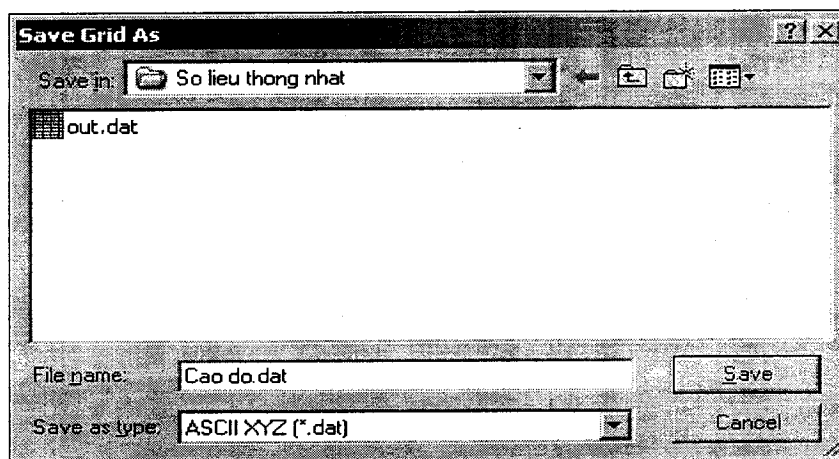 Save Grid As
Save in: So lieu thong nhat
out.dat
File name: Cao do.dat Save
Save as type: ASCII XYZ (*.dat) Cancel